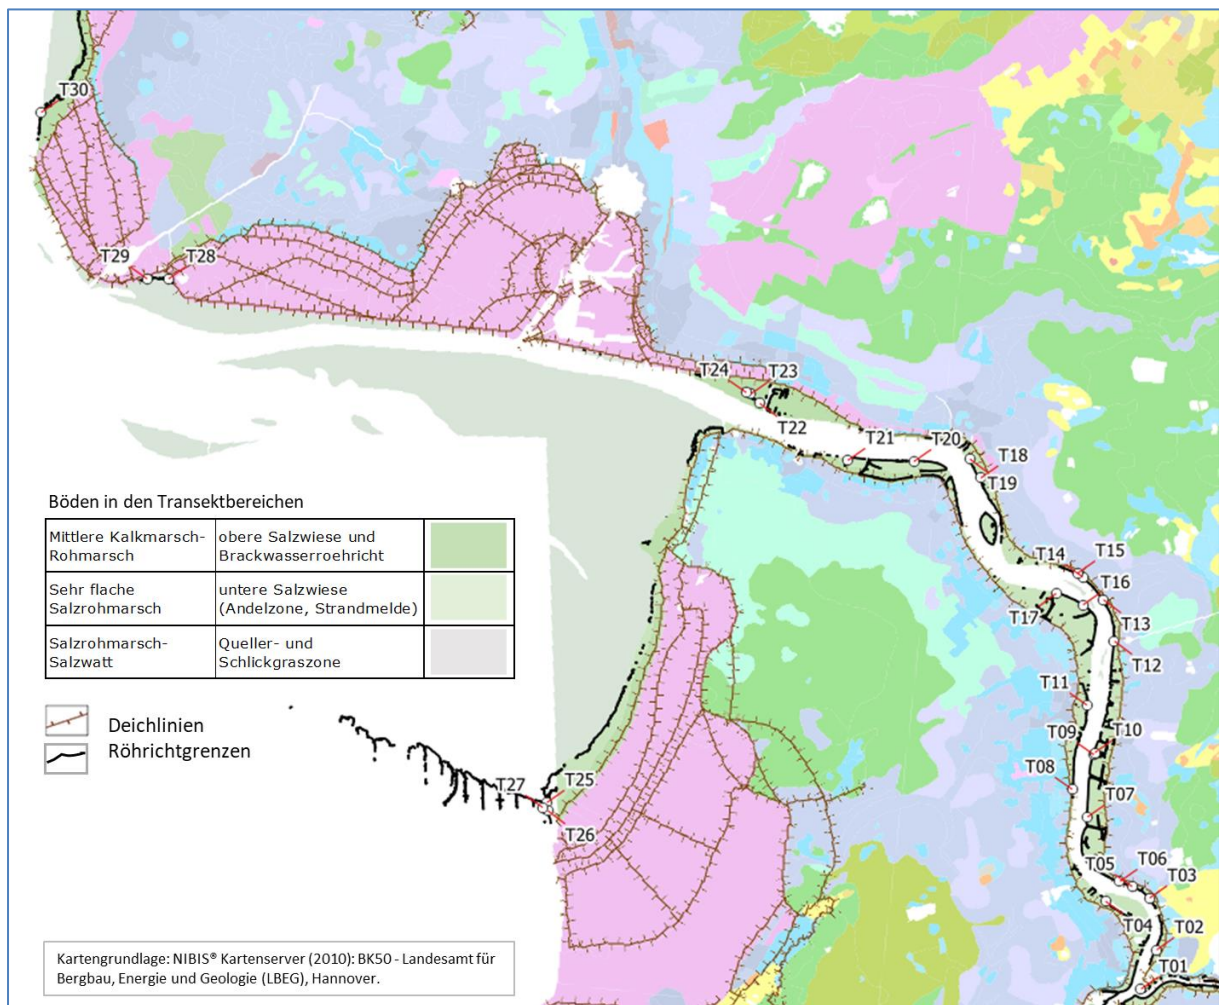 T30
T29
T28
T24
T23
T22
T21
T20
T18
T19
T14
T15
T16
T17
T13
T12
T11
T09
T10
T08
T07
T05
T06
T03
T04
T02
T01
T27
T25
T26
Böden in den Transektbereichen
Mittlere Kalkmarsch-
Rohmarsch
obere Salzwiese und
Brackwasserroehricht
Sehr flache
Salzrohmarsch
untere Salzwiese
(Andelzone, Strandmelde)
Salzrohmarsch-
Salzwatt
Queller- und
Schlickgraszone
Deichlinien
Röhrichtgrenzen
Kartengrundlage: NIBIS® Kartenserver (2010): BK50 - Landesamt für
Bergbau, Energie und Geologie (LBEG), Hannover.